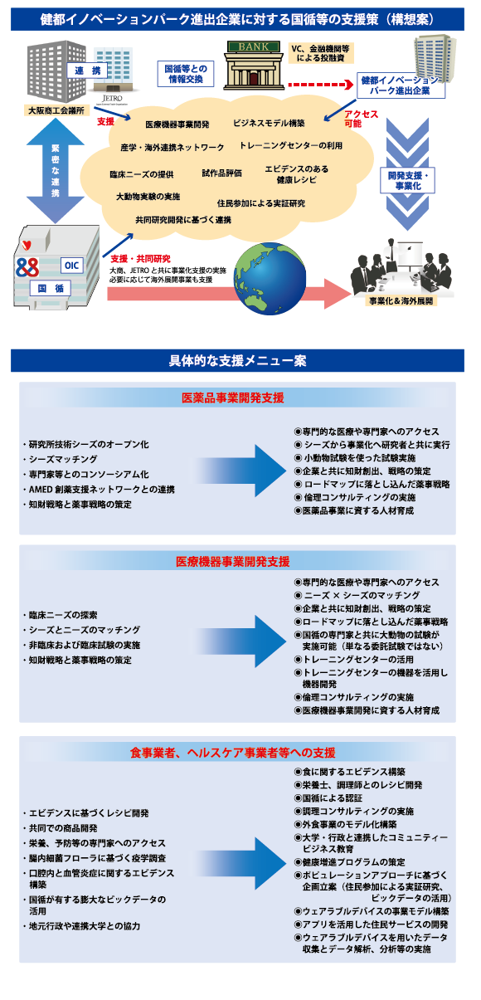 健都イノベーションパーク進出企業に対する国循等の支援策（構想案）
連 携
JETRO
大阪商工会議所
国循等との
情報交換
BANK
VC、金融機関等
による投融資
健都イノベーション
パーク進出企業
支援
アクセス
可能
医療機器事業開発
ビジネスモデル構築
産学・海外連携ネットワーク
トレーニングセンターの利用
臨床ニーズの提供
試作品評価
エビデンスのある
健康レシピ
大動物実験の実施
住民参加による実証研究
共同研究開発に基づく連携
緊密な連携
開発支援・
事業化
OIC
国 循
支援・共同研究
大商、JETROと共に事業化支援の実施
必要に応じて海外展開事業も支援
事業化＆海外展開
具体的な支援メニュー案
医薬品事業開発支援
・研究所技術シーズのオープン化
・シーズマッチング
・専門家等とのコンソーシアム化
・AMED創薬支援ネットワークとの連携
・知財戦略と薬事戦略の策定
◉専門的な医療や専門家へのアクセス
◉シーズから事業化へ研究者と共に実行
◉小動物試験を使った試験実施
◉企業と共に知財創出、戦略の策定
◉ロードマップに落とし込んだ薬事戦略
◉倫理コンサルティングの実施
◉医薬品事業に資する人材育成
医療機器事業開発支援
・臨床ニーズの探索
・シーズとニーズのマッチング
・非臨床および臨床試験の実施
・知財戦略と薬事戦略の策定
◉専門的な医療や専門家へのアクセス
◉ニーズ×シーズのマッチング
◉企業と共に知財創出、戦略の策定
◉ロードマップに落とし込んだ薬事戦略
◉国循の専門家と共に大動物の試験が
実施可能（単なる委託試験ではない）
◉トレーニングセンターの活用
◉トレーニングセンターの機器を活用し
機器開発
◉倫理コンサルティングの実施
◉医療機器事業開発に資する人材育成
食事業者、ヘルスケア事業者等への支援
・エビデンスに基づくレシピ開発
・共同での商品開発
・栄養、予防等の専門家へのアクセス
・腸内細菌フローラに基づく疫学調査
・口腔内と血管炎症に関するエビデンス
構築
・国循が有する膨大なビックデータの
活用
・地元行政や連携大学との協力
◉食に関するエビデンス構築
◉栄養士、調理師とのレシピ開発
◉国循による認証
◉調理コンサルティングの実施
◉外食事業のモデル化構築
◉大学・行政と連携したコミュニティー
ビジネス教育
◉健康増進プログラムの策定
◉ポピュレーションアプローチに基づく
企画立案（住民参加による実証研究、
ビックデータの活用）
◉ウェアラブルデバイスの事業モデル構築
◉アプリを活用した住民サービスの開発
◉ウェアラブルデバイスを用いたデータ
収集とデータ解析、分析等の実施